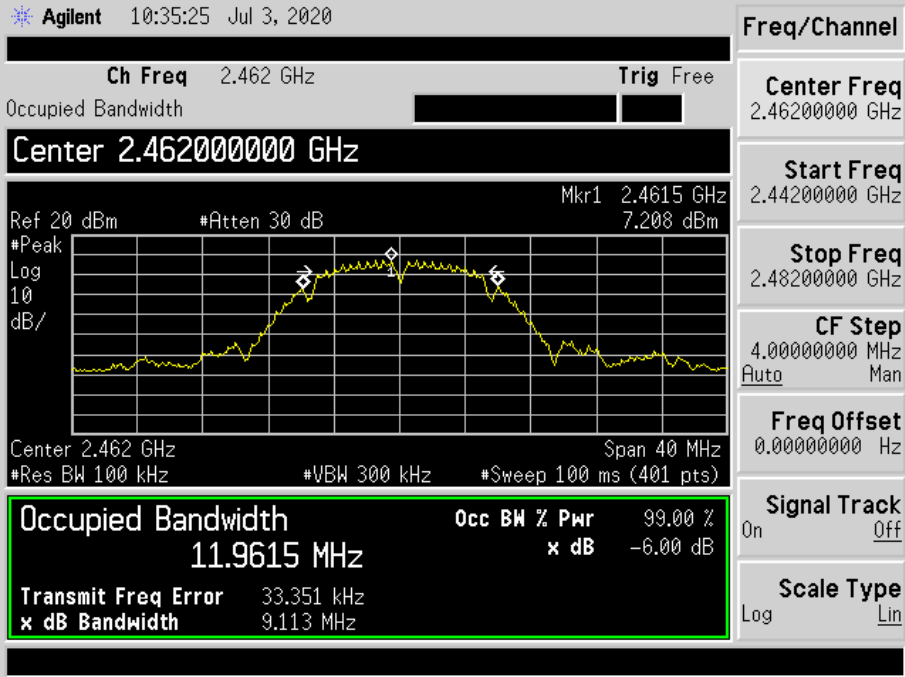 Agilent 10:35:25 Jul 3, 2020
Freq/Channel
Ch Freq 2.462 GHz Trig Free
Occupied Bandwidth
Center 2.462000000 GHz
Mkr1 2.4615 GHz
Ref 20 dBm #Atten 30 dB 7.208 dBm
#Peak
Log
10
dB/
1
Center 2.462 GHz Span 40 MHz
#Res BW 100 kHz #VBW 300 kHz #Sweep 100 ms (401 pts)
Occupied Bandwidth
11.9615 MHz
Occ BW % Pwr 99.00 %
x dB -6.00 dB
Transmit Freq Error 33.351 kHz
x dB Bandwidth 9.113 MHz
Center Freq
2.46200000 GHz
Start Freq
2.44200000 GHz
Stop Freq
2.48200000 GHz
CF Step
4.00000000 MHz
Auto Man
Freq Offset
0.00000000 Hz
Signal Track
On Off
Scale Type
Log Lin